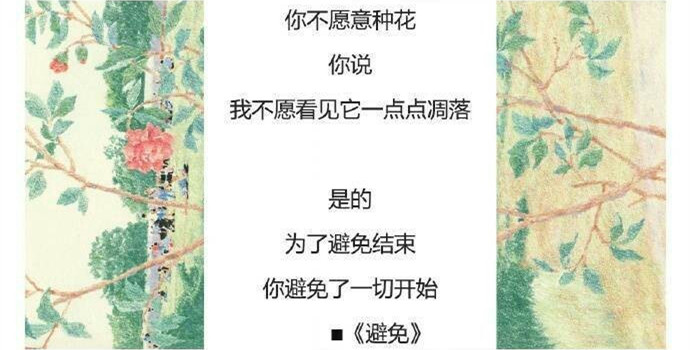 你不愿意种花
你说
我不愿看见它一点点凋落
是的
为了避免结束
你避免了一切开始
■《避免》